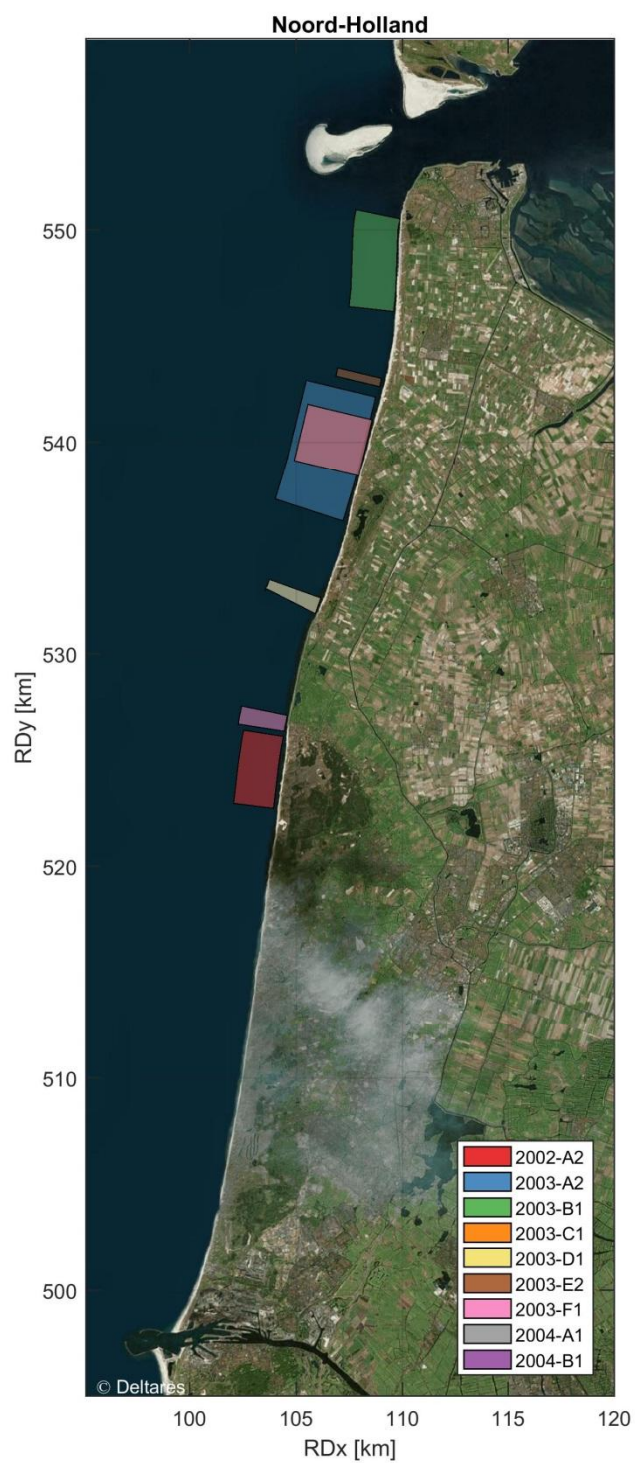 Noord-Holland
550
540
530
520
510
500
RDy [km]
2002-A2
2003-A2
2003-B1
2003-C1
2003-D1
2003-E2
2003-F1
2004-A1
2004-B1
© Deltares
100
105
110
115
120
RDx [km]